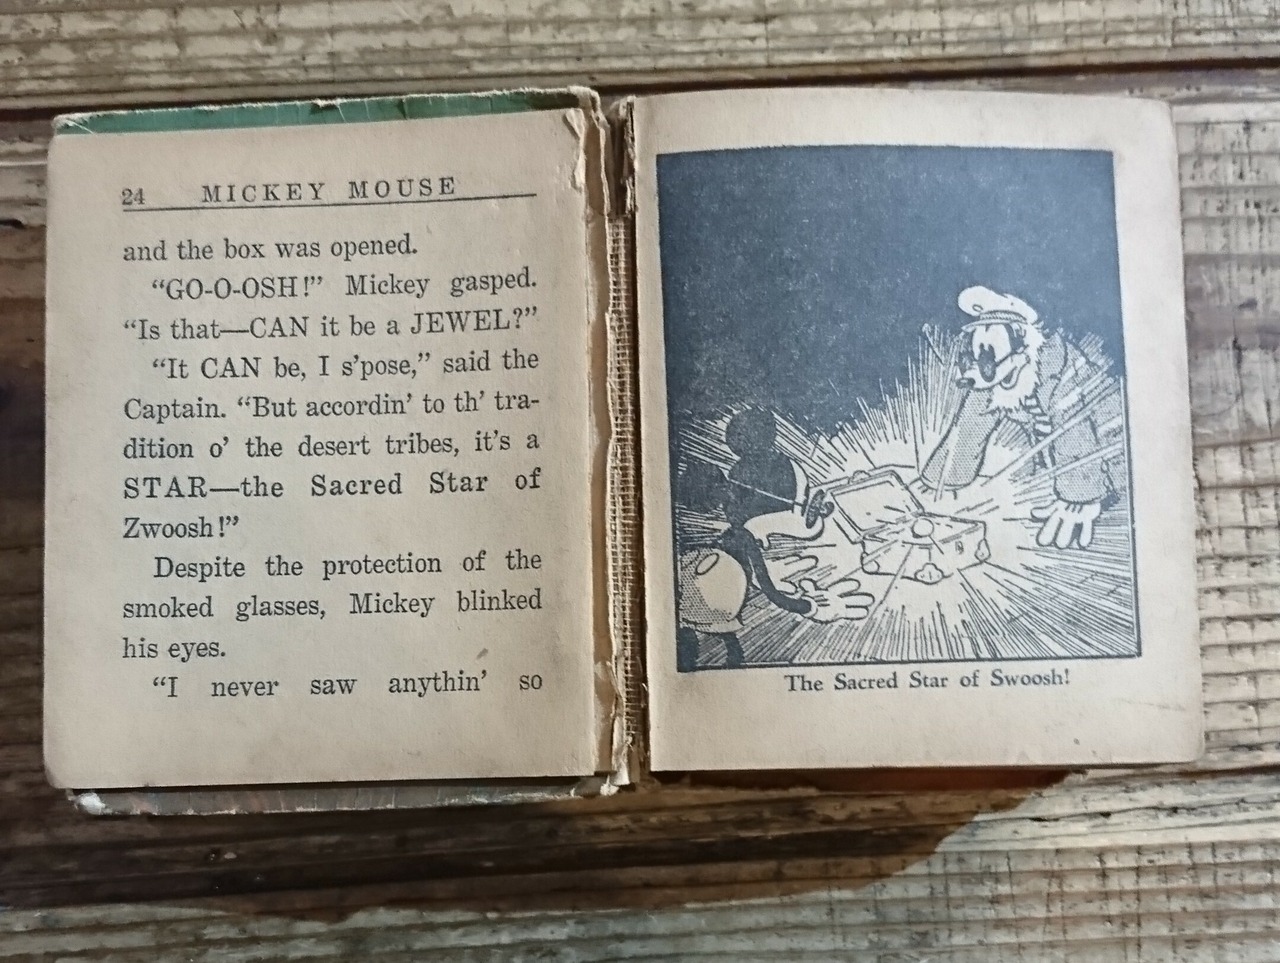 24 MICKEY MOUSE
and the box was opened.
“GO-O-OSH!” Mickey gasped.
“Is that—CAN it be a JEWEL?”
“It CAN be, I s’pose,” said the
Captain. “But accordin’ to th’ tra-
dition o’ the desert tribes, it’s a
STAR—the Sacred Star of
Zwoosh!”
Despite the protection of the
smoked glasses, Mickey blinked
his eyes.
“I never saw anythin’ so
The Sacred Star of Swoosh!